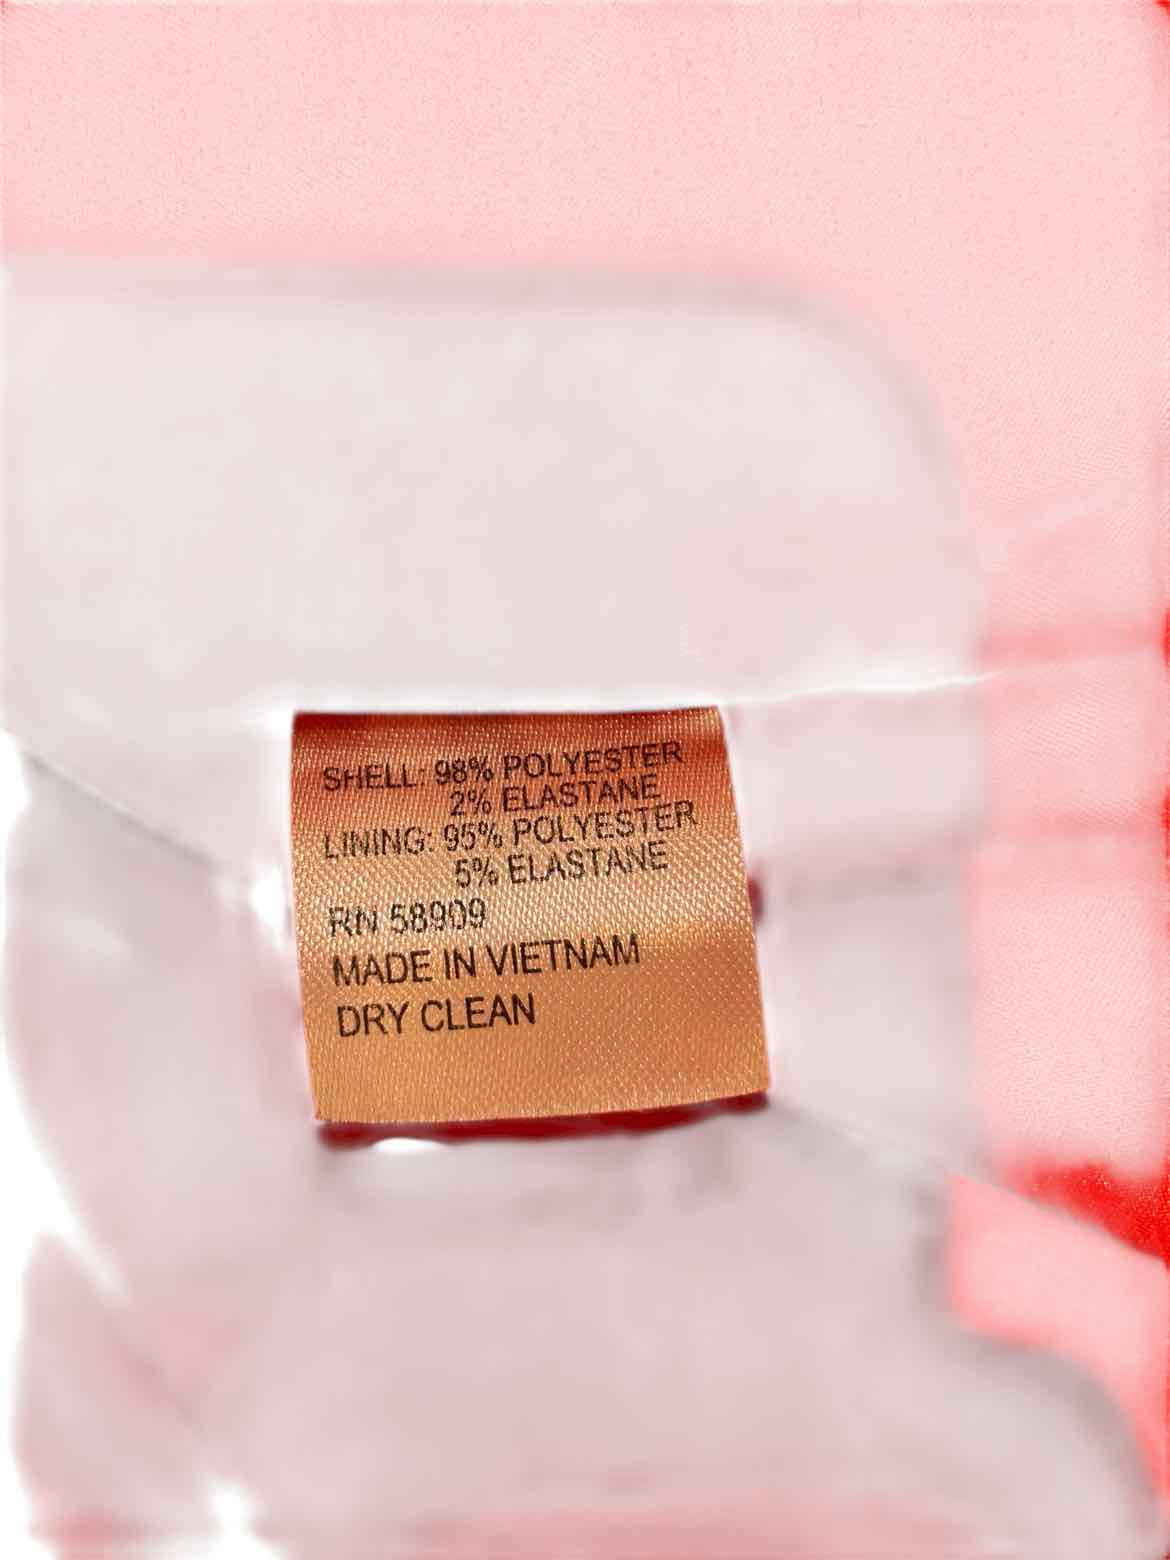 SHELL: 98% POLYESTER
2% ELASTANE
LINING: 95% POLYESTER
5% ELASTANE
RN 58909
MADE IN VIETNAM
DRY CLEAN